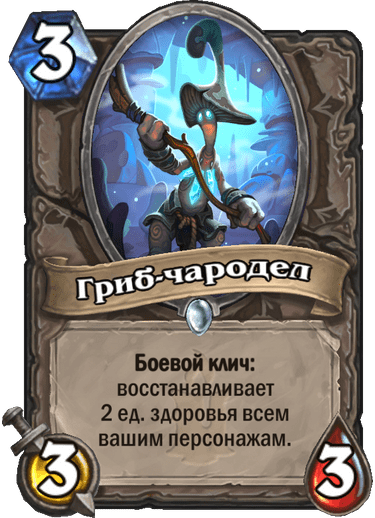 3
Гриб-чародел
Боевой клич:
восстанавливает
2 ед. здоровья всем
вашим персонажам.
3
3